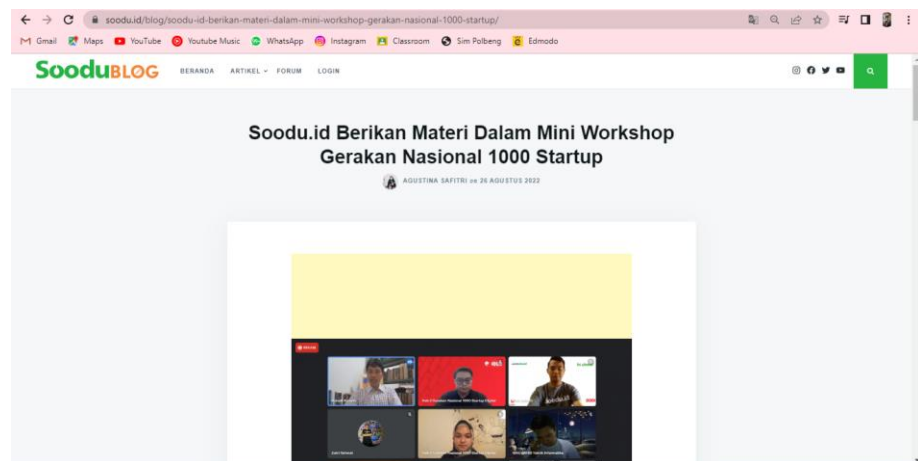 soodu.id/blog/soodu-id-berikan-materi-dalam-mini-workshop-gerakan-nasional-1000-startup/
Gmail Maps YouTube Youtube Music WhatsApp Instagram Classroom Sim Polbeng Edmodo
SooduBLOG BERANDA ARTIKEL FORUM LOGIN
Soodu.id Berikan Materi Dalam Mini Workshop
Gerakan Nasional 1000 Startup
AGUSTINA SAFITRI on 26 AGUSTUS 2022